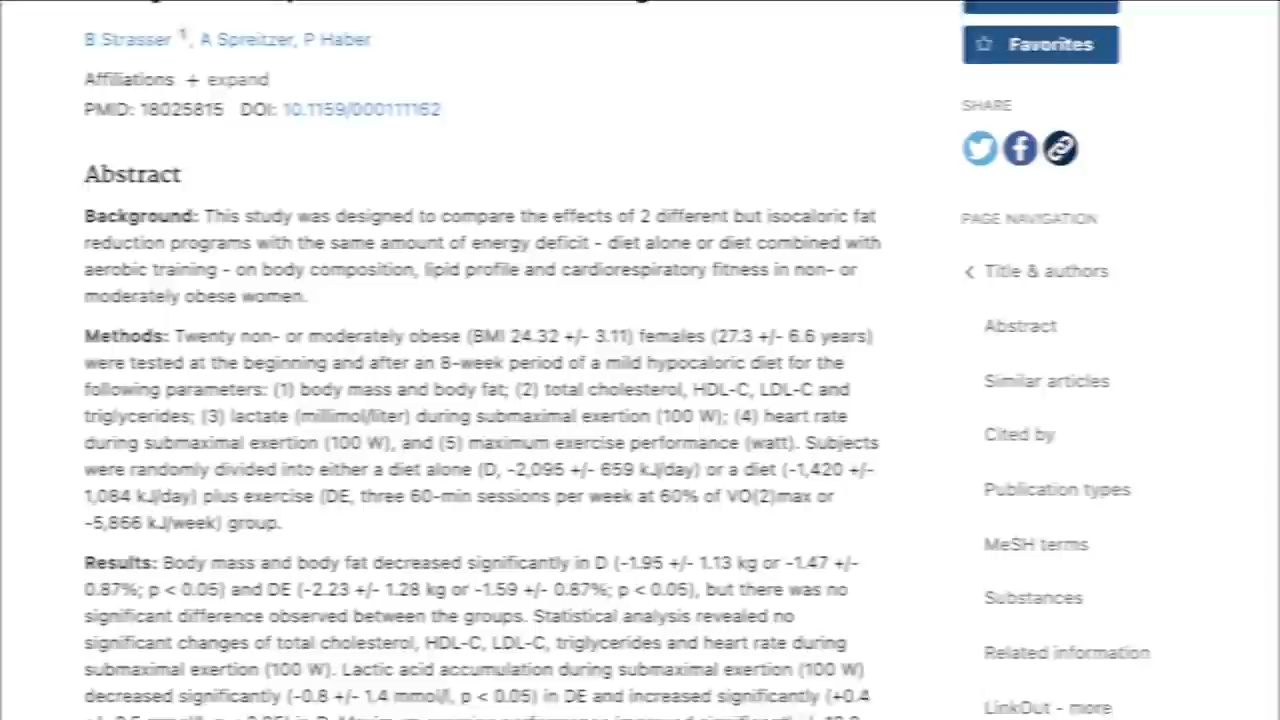 B Strasser 1, A Spreitzer, P Haber
Affiliations + expand
PMID: 18025815 DOI: 10.1159/000111162
Abstract
Background: This study was designed to compare the effects of 2 different but isocaloric fat
reduction programs with the same amount of energy deficit - diet alone or diet combined with
aerobic training - on body composition, lipid profile and cardiorespiratory fitness in non- or
moderately obese women.
Methods: Twenty non- or moderately obese (BMI 24.32 +/- 3.11) females (27.3 +/- 6.6 years)
were tested at the beginning and after an 8-week period of a mild hypocaloric diet for the
following parameters: (1) body mass and body fat; (2) total cholesterol, HDL-C, LDL-C and
triglycerides; (3) lactate (millimol/liter) during submaximal exertion (100 W); (4) heart rate
during submaximal exertion (100 W), and (5) maximum exercise performance (watt). Subjects
were randomly divided into either a diet alone (D, -2,095 +/- 659 kJ/day) or a diet (-1,420 +/-
1,084 kJ/day) plus exercise (DE, three 60-min sessions per week at 60% of VO(2)max or
-5,866 kJ/week) group.
Results: Body mass and body fat decreased significantly in D (-1.95 +/- 1.13 kg or -1.47 +/-
0.87%; p < 0.05) and DE (-2.23 +/- 1.28 kg or -1.59 +/- 0.87%; p < 0.05), but there was no
significant difference observed between the groups. Statistical analysis revealed no
significant changes of total cholesterol, HDL-C, LDL-C, triglycerides and heart rate during
submaximal exertion (100 W). Lactic acid accumulation during submaximal exertion (100 W)
decreased significantly (-0.8 +/- 1.4 mmol/l, p < 0.05) in DE and increased significantly (+0.4
Favorites
SHARE
PAGE NAVIGATION
Title & authors
Abstract
Similar articles
Cited by
Publication types
MeSH terms
Substances
Related information
LinkOut - more